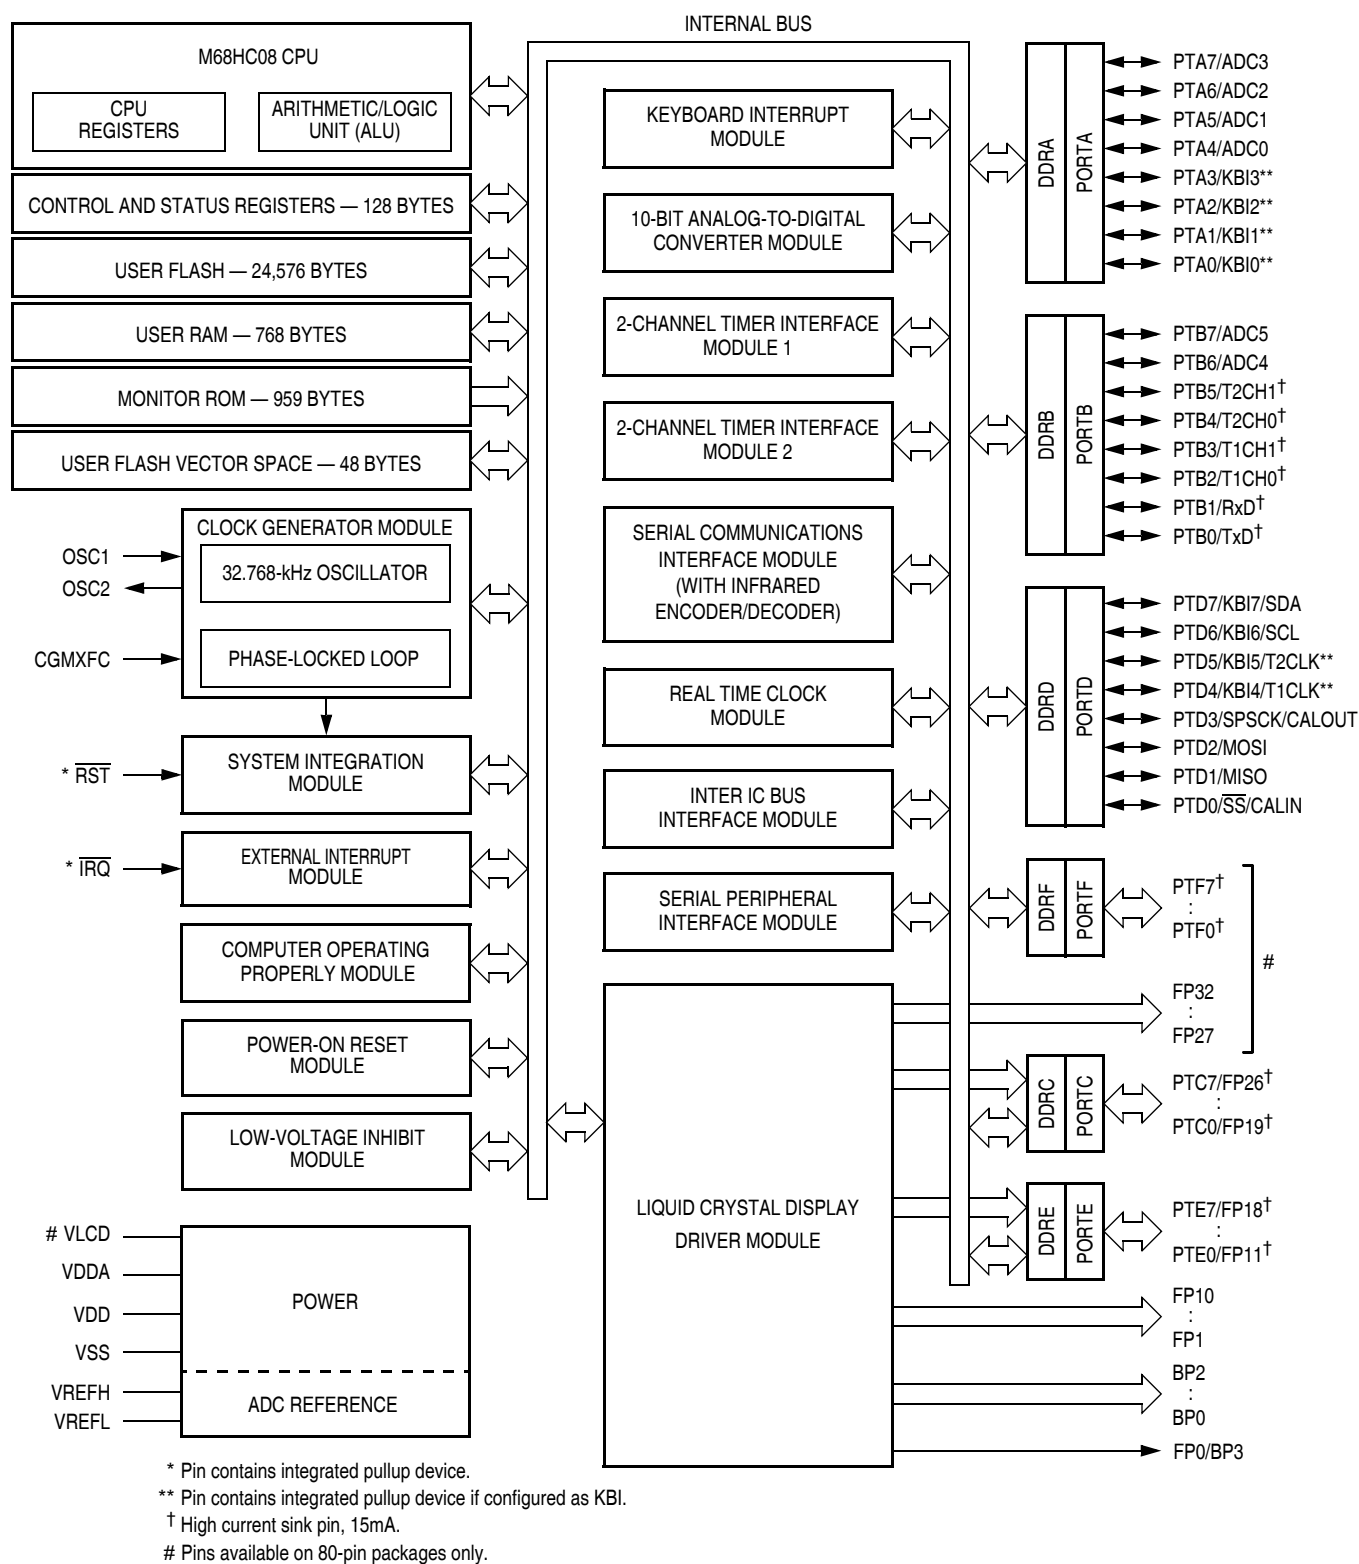 INTERNAL BUS
M68HC08 CPU
CPU
REGISTERS
ARITHMETIC/LOGIC
UNIT (ALU)
CONTROL AND STATUS REGISTERS — 128 BYTES
USER FLASH — 24,576 BYTES
USER RAM — 768 BYTES
MONITOR ROM — 959 BYTES
USER FLASH VECTOR SPACE — 48 BYTES
CLOCK GENERATOR MODULE
32.768-kHz OSCILLATOR
PHASE-LOCKED LOOP
OSC1
OSC2
CGMXFC
SYSTEM INTEGRATION
MODULE
* R̅S̅T̅
EXTERNAL INTERRUPT
MODULE
* I̅R̅Q̅
COMPUTER OPERATING
PROPERLY MODULE
POWER-ON RESET
MODULE
LOW-VOLTAGE INHIBIT
MODULE
# VLCD
VDDA
VDD
VSS
VREFH
VREFL
POWER
ADC REFERENCE
KEYBOARD INTERRUPT
MODULE
10-BIT ANALOG-TO-DIGITAL
CONVERTER MODULE
2-CHANNEL TIMER INTERFACE
MODULE 1
2-CHANNEL TIMER INTERFACE
MODULE 2
SERIAL COMMUNICATIONS
INTERFACE MODULE
(WITH INFRARED
ENCODER/DECODER)
REAL TIME CLOCK
MODULE
INTER IC BUS
INTERFACE MODULE
SERIAL PERIPHERAL
INTERFACE MODULE
LIQUID CRYSTAL DISPLAY
DRIVER MODULE
DDRA
PORTA
PTA7/ADC3
PTA6/ADC2
PTA5/ADC1
PTA4/ADC0
PTA3/KBI3**
PTA2/KBI2**
PTA1/KBI1**
PTA0/KBI0**
DDRB
PORTB
PTB7/ADC5
PTB6/ADC4
PTB5/T2CH1†
PTB4/T2CH0†
PTB3/T1CH1†
PTB2/T1CH0†
PTB1/RxD†
PTB0/TxD†
DDRD
PORTD
PTD7/KBI7/SDA
PTD6/KBI6/SCL
PTD5/KBI5/T2CLK**
PTD4/KBI4/T1CLK**
PTD3/SPSCK/CALOUT
PTD2/MOSI
PTD1/MISO
PTD0/S̅S̅/CALIN
DDRF
PORTF
PTF7†
:
PTF0†
#
FP32
:
FP27
DDRC
PORTC
PTC7/FP26†
:
PTC0/FP19†
DDRE
PORTE
PTE7/FP18†
:
PTE0/FP11†
FP10
:
FP1
BP2
:
BP0
FP0/BP3
* Pin contains integrated pullup device.
** Pin contains integrated pullup device if configured as KBI.
† High current sink pin, 15mA.
# Pins available on 80-pin packages only.